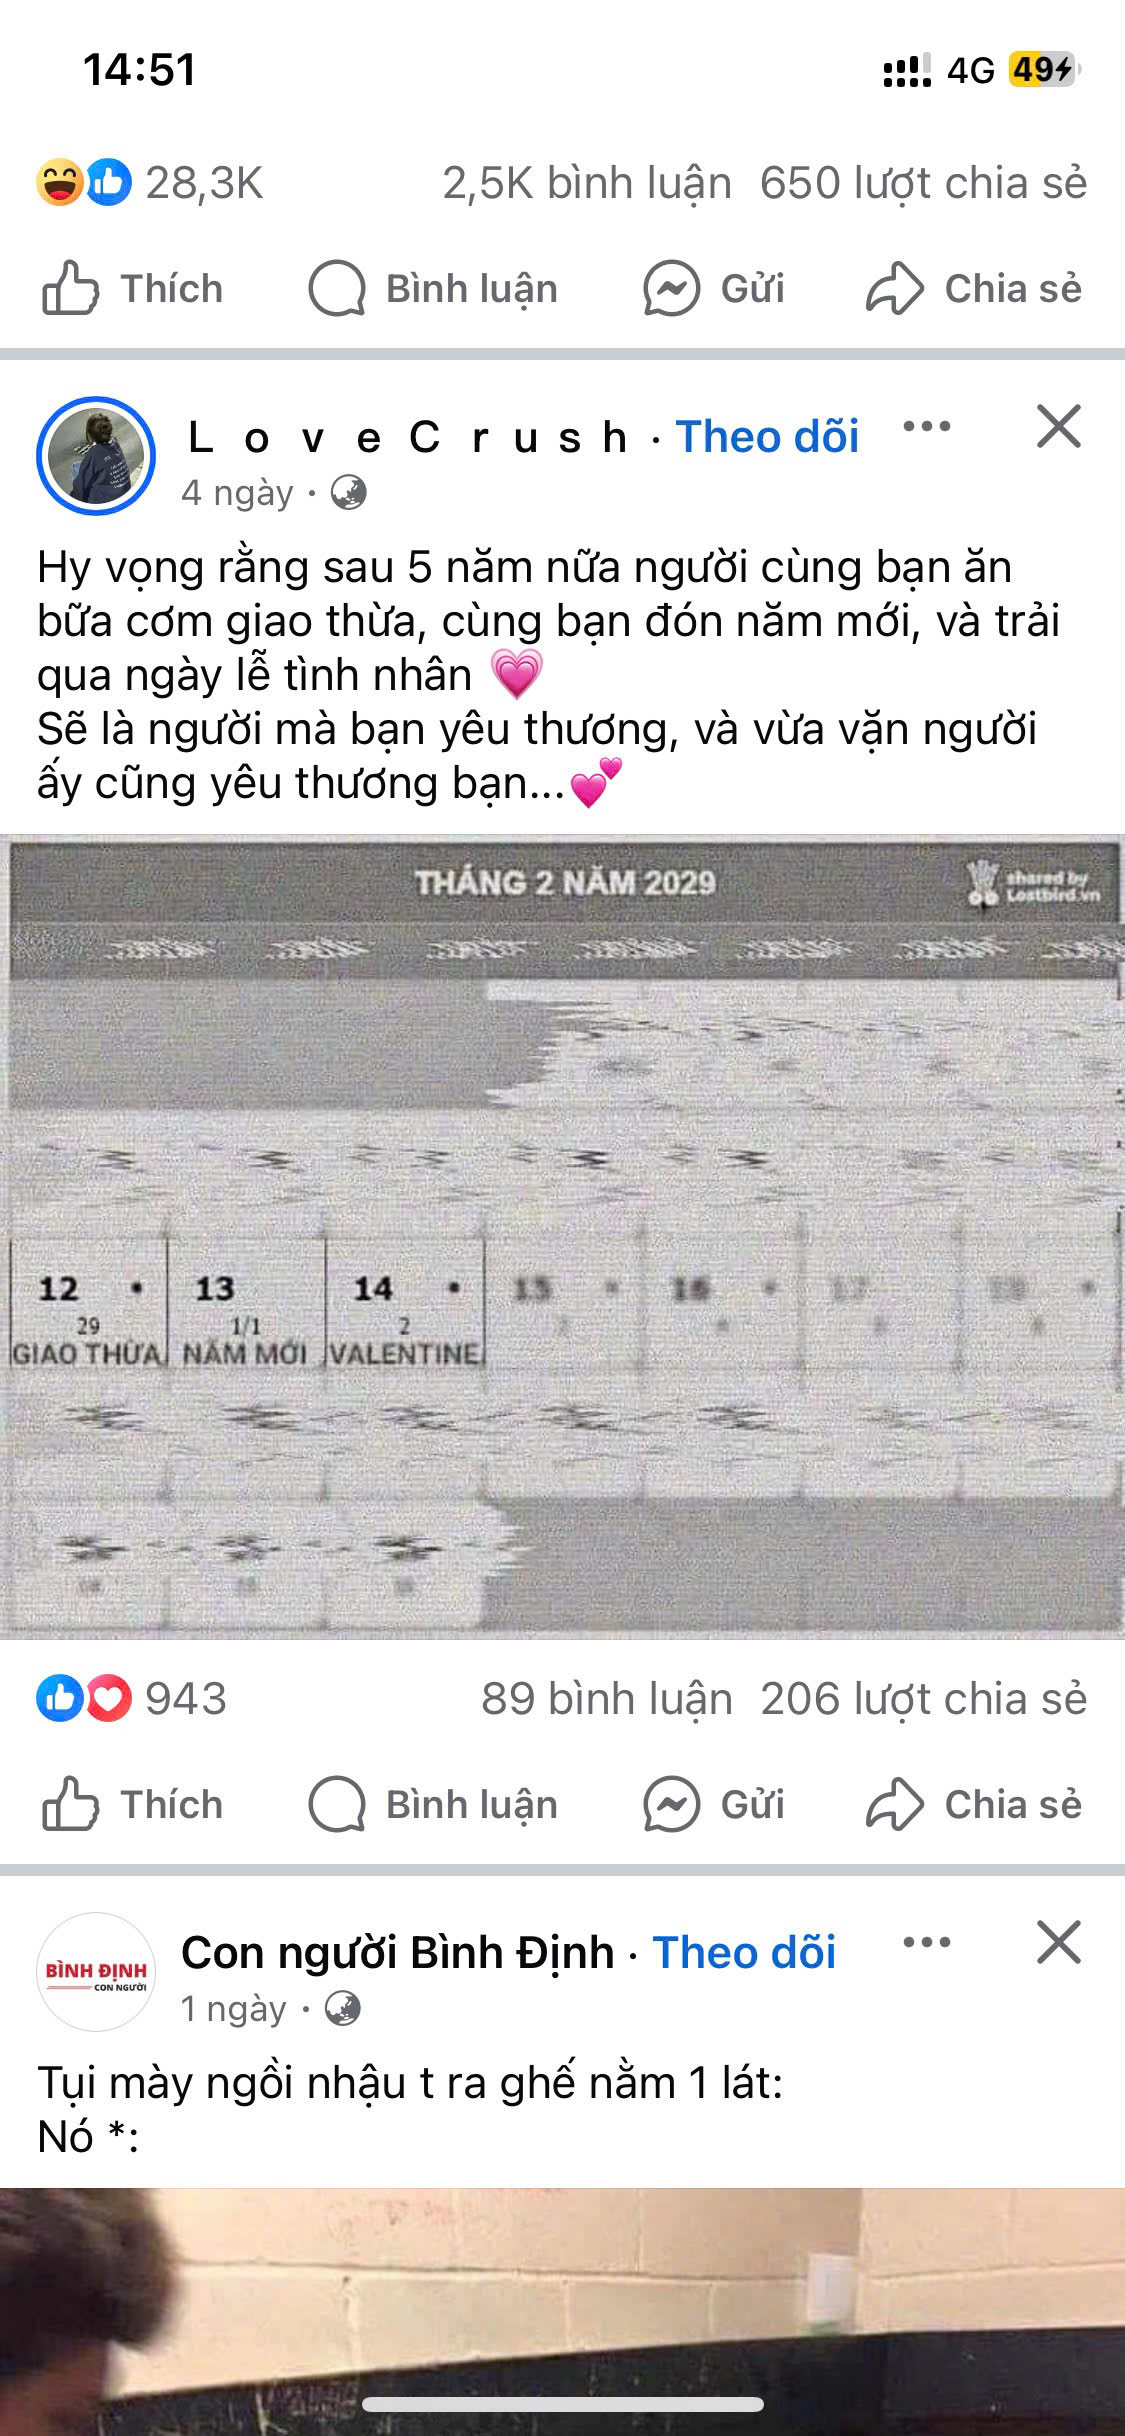 14:51
4G 49
28,3K 2,5K bình luận 650 lượt chia sẻ
Thích Bình luận Gửi Chia sẻ
L o v e C r u s h · Theo dõi
4 ngày ·
Hy vọng rằng sau 5 năm nữa người cùng bạn ăn
bữa cơm giao thừa, cùng bạn đón năm mới, và trải
qua ngày lễ tình nhân 💗
Sẽ là người mà bạn yêu thương, và vừa vặn người
ấy cũng yêu thương bạn...💕
THÁNG 2 NĂM 2029
shared by
Lostbird.vn
12 13 14 15 16 17 18
29 1/1 2
GIAO THỪA NĂM MỚI VALENTINE
943 89 bình luận 206 lượt chia sẻ
Thích Bình luận Gửi Chia sẻ
BÌNH ĐỊNH
CON NGƯỜI
Con người Bình Định · Theo dõi
1 ngày ·
Tụi mày ngồi nhậu t ra ghế nằm 1 lát:
Nó *: